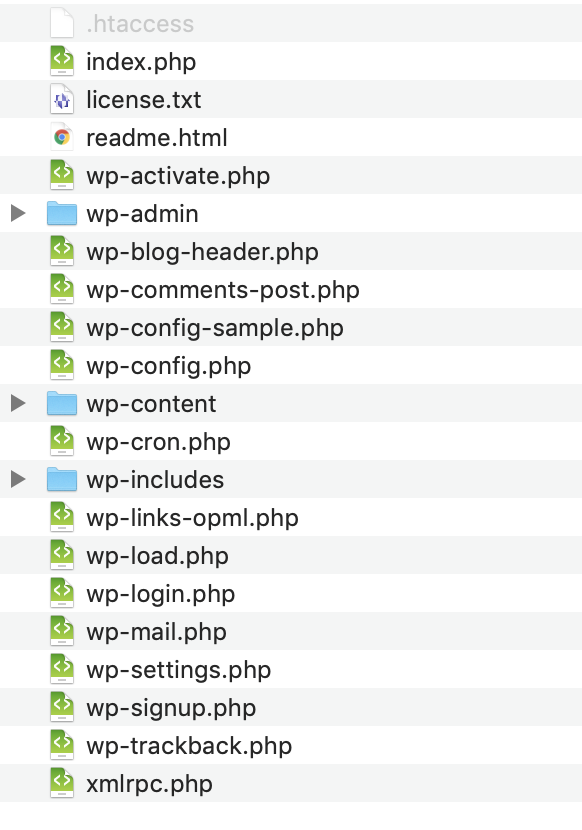 .htaccess
index.php
license.txt
readme.html
wp-activate.php
wp-admin
wp-blog-header.php
wp-comments-post.php
wp-config-sample.php
wp-config.php
wp-content
wp-cron.php
wp-includes
wp-links-opml.php
wp-load.php
wp-login.php
wp-mail.php
wp-settings.php
wp-signup.php
wp-trackback.php
xmlrpc.php